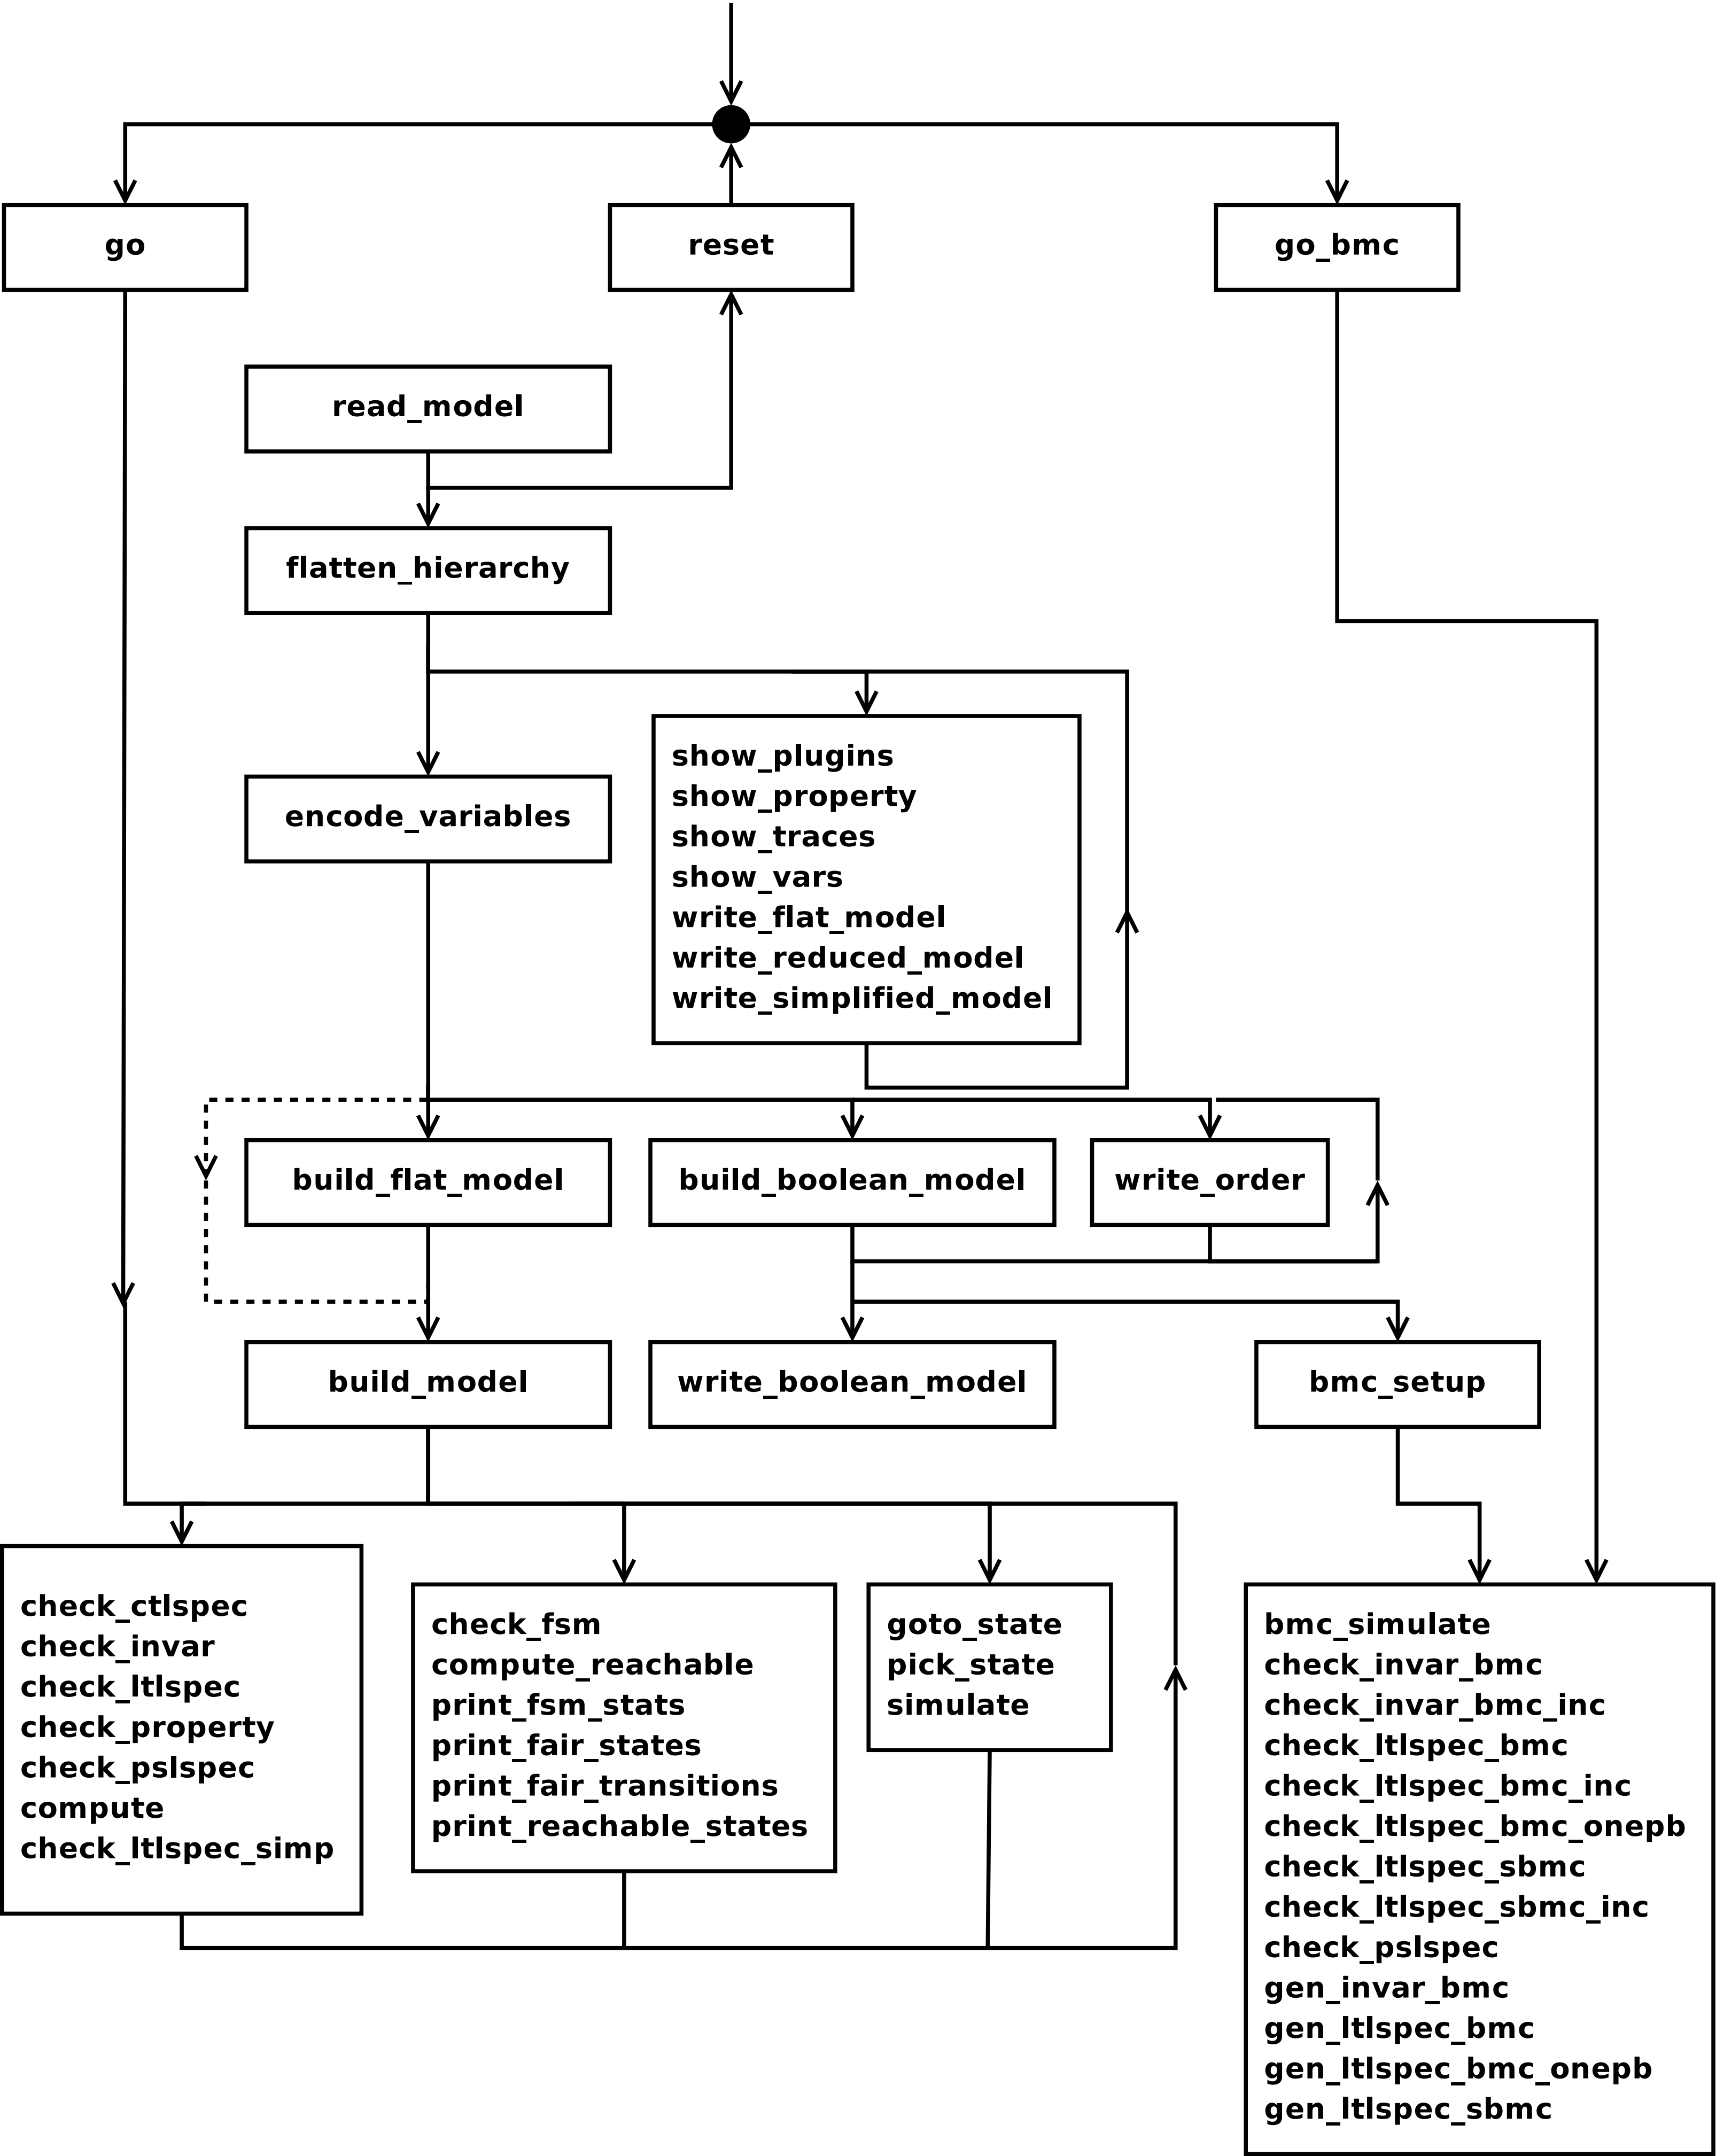 go
reset
go_bmc
read_model
flatten_hierarchy
encode_variables
show_plugins
show_property
show_traces
show_vars
write_flat_model
write_reduced_model
write_simplified_model
build_flat_model
build_boolean_model
write_order
build_model
write_boolean_model
bmc_setup
check_ctlspec
check_invar
check_ltlspec
check_property
check_pslspec
compute
check_ltlspec_simp
check_fsm
compute_reachable
print_fsm_stats
print_fair_states
print_fair_transitions
print_reachable_states
goto_state
pick_state
simulate
bmc_simulate
check_invar_bmc
check_invar_bmc_inc
check_ltlspec_bmc
check_ltlspec_bmc_inc
check_ltlspec_bmc_onepb
check_ltlspec_sbmc
check_ltlspec_sbmc_inc
check_pslspec
gen_invar_bmc
gen_ltlspec_bmc
gen_ltlspec_bmc_onepb
gen_ltlspec_sbmc